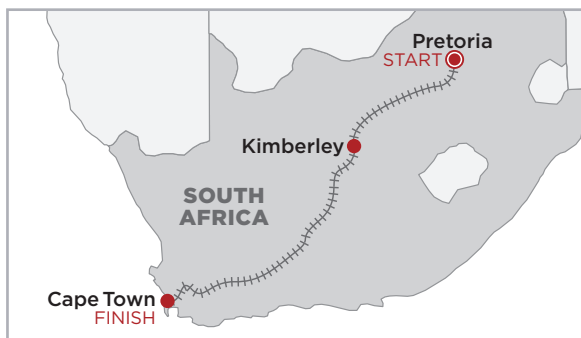 Pretoria
START
Kimberley
SOUTH
AFRICA
Cape Town
FINISH